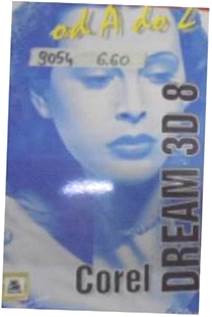 od A do Z
9054 6.60
Corel
DREAM 3D 8